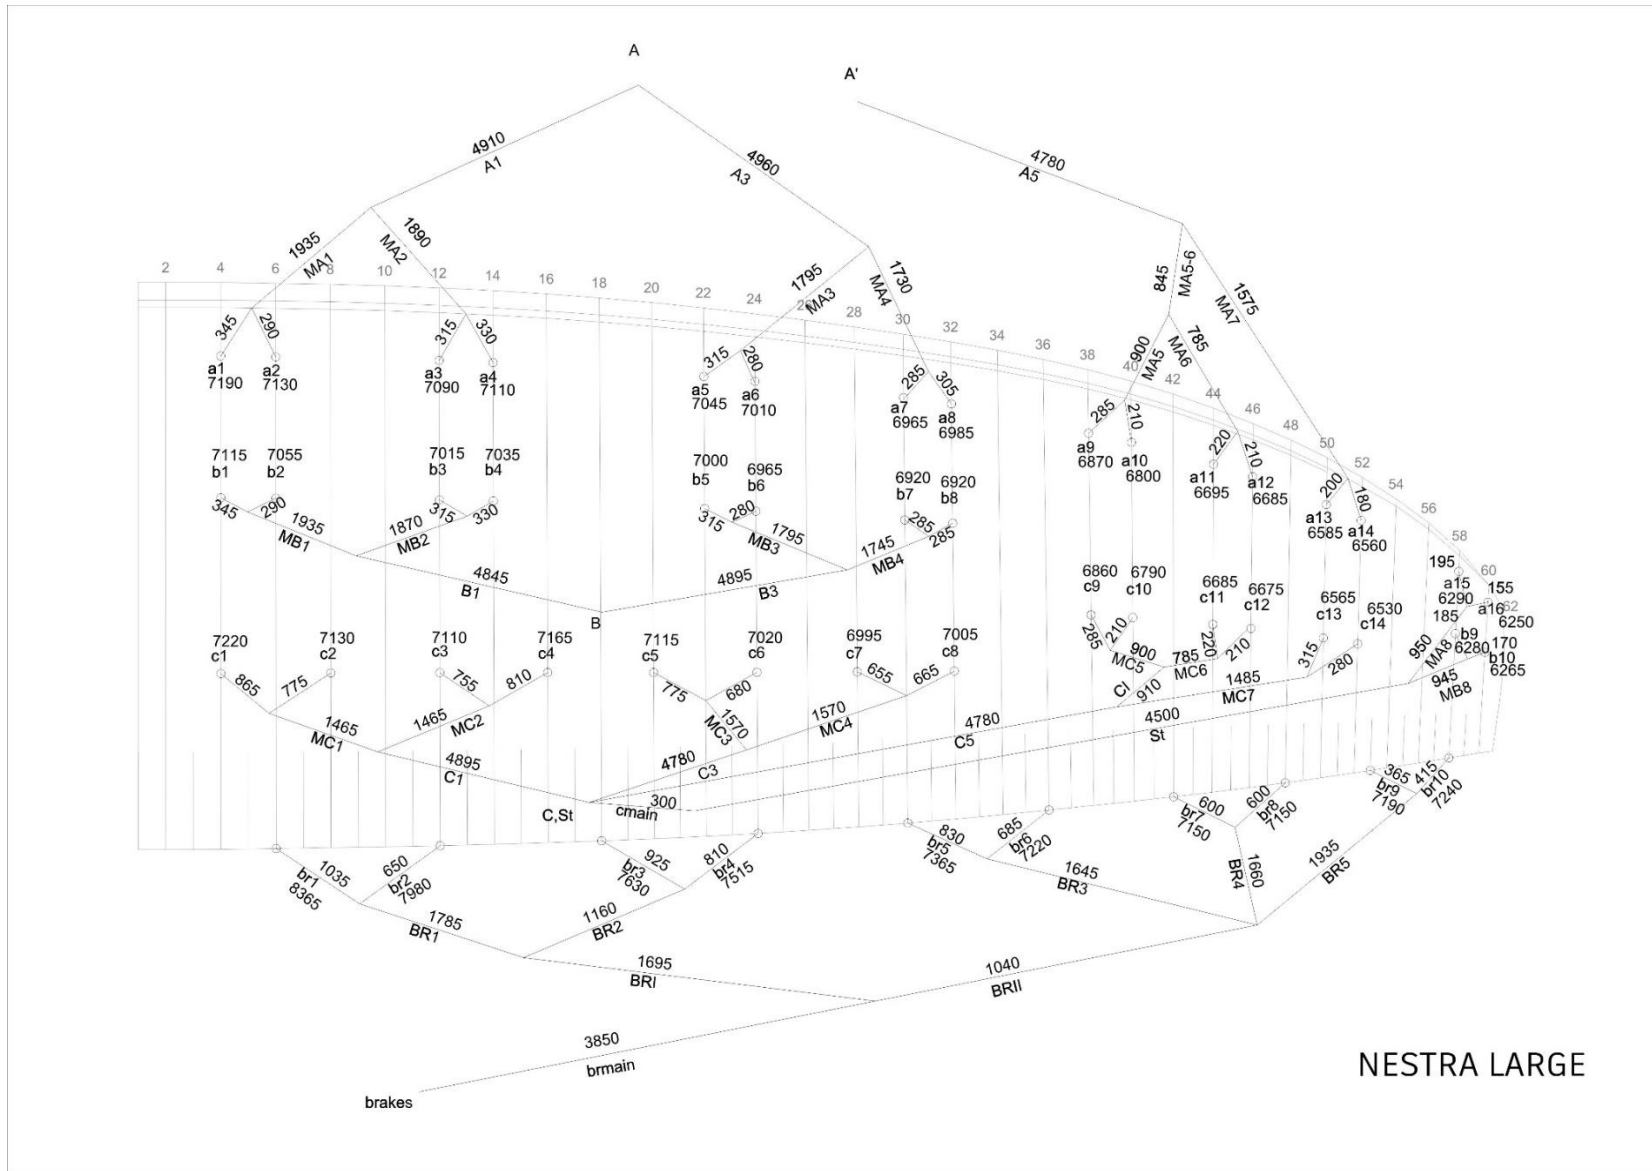 A
A'
4910
A1
4960
A3
4780
A5
1935
MA1
1890
MA2
1795
MA3
1730
MA4
845
MA5-6
1575
MA7
900
MA5
785
MA6
2
4
6
8
10
12
14
16
18
20
22
24
26
28
30
32
34
36
38
40
42
44
46
48
50
52
54
56
58
60
62
345
290
315
330
315
280
285
305
285
210
220
210
200
180
195
155
a1
7190
a2
7130
a3
7090
a4
7110
a5
7045
a6
7010
a7
6965
a8
6985
a9
6870
a10
6800
a11
6695
a12
6685
a13
6585
a14
6560
a15
6290
a16
6250
7115
b1
7055
b2
7015
b3
7035
b4
7000
b5
6965
b6
6920
b7
6920
b8
185
b9
6280
170
b10
6265
345
290
315
330
315
280
285
285
1935
MB1
1870
MB2
1795
MB3
1745
MB4
4845
B1
4895
B3
B
950
MA8
945
MB8
7220
c1
7130
c2
7110
c3
7165
c4
7115
c5
7020
c6
6995
c7
7005
c8
6860
c9
6790
c10
6685
c11
6675
c12
6565
c13
6530
c14
865
775
755
810
775
680
655
665
285
210
220
210
315
280
1465
MC1
1465
MC2
1570
MC3
1570
MC4
900
MC5
785
MC6
1485
MC7
910
CI
4895
C1
4780
C3
4780
C5
4500
St
C,St
300
cmain
1035
br1
8365
650
br2
7980
925
br3
7630
810
br4
7515
830
br5
7365
685
br6
7220
600
br7
7150
600
br8
7150
365
br9
7190
415
br10
7240
1785
BR1
1160
BR2
1645
BR3
1660
BR4
1935
BR5
1695
BRI
1040
BRII
3850
brmain
brakes
NESTRA LARGE